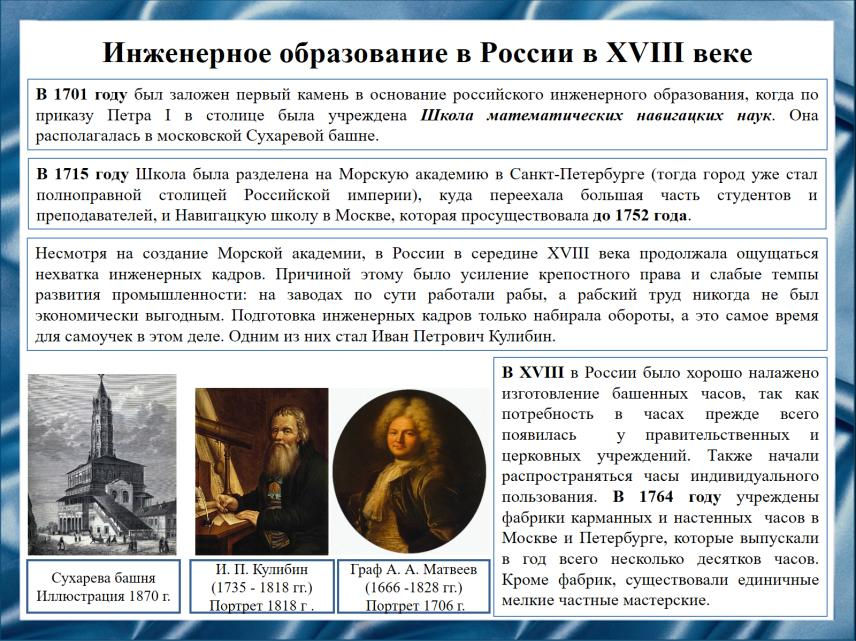 Инженерное образование в России в XVIII веке
В 1701 году был заложен первый камень в основание российского инженерного образования, когда по
приказу Петра I в столице была учреждена Школа математических навигацких наук. Она
располагалась в московской Сухаревой башне.
В 1715 году Школа была разделена на Морскую академию в Санкт-Петербурге (тогда город уже стал
полноправной столицей Российской империи), куда переехала большая часть студентов и
преподавателей, и Навигацкую школу в Москве, которая просуществовала до 1752 года.
Несмотря на создание Морской академии, в России в середине XVIII века продолжала ощущаться
нехватка инженерных кадров. Причиной этому было усиление крепостного права и слабые темпы
развития промышленности: на заводах по сути работали рабы, а рабский труд никогда не был
экономически выгодным. Подготовка инженерных кадров только набирала обороты, а это самое время
для самоучек в этом деле. Одним из них стал Иван Петрович Кулибин.
Сухарева башня
Иллюстрация 1870 г.
И. П. Кулибин
(1735 - 1818 гг.)
Портрет 1818 г .
Граф А. А. Матвеев
(1666 -1828 гг.)
Портрет 1706 г.
В XVIII в России было хорошо налажено
изготовление башенных часов, так как
потребность в часах прежде всего
появилась у правительственных и
церковных учреждений. Также начали
распространяться часы индивидуального
пользования. В 1764 году учреждены
фабрики карманных и настенных часов в
Москве и Петербурге, которые выпускали
в год всего несколько десятков часов.
Кроме фабрик, существовали единичные
мелкие частные мастерские.